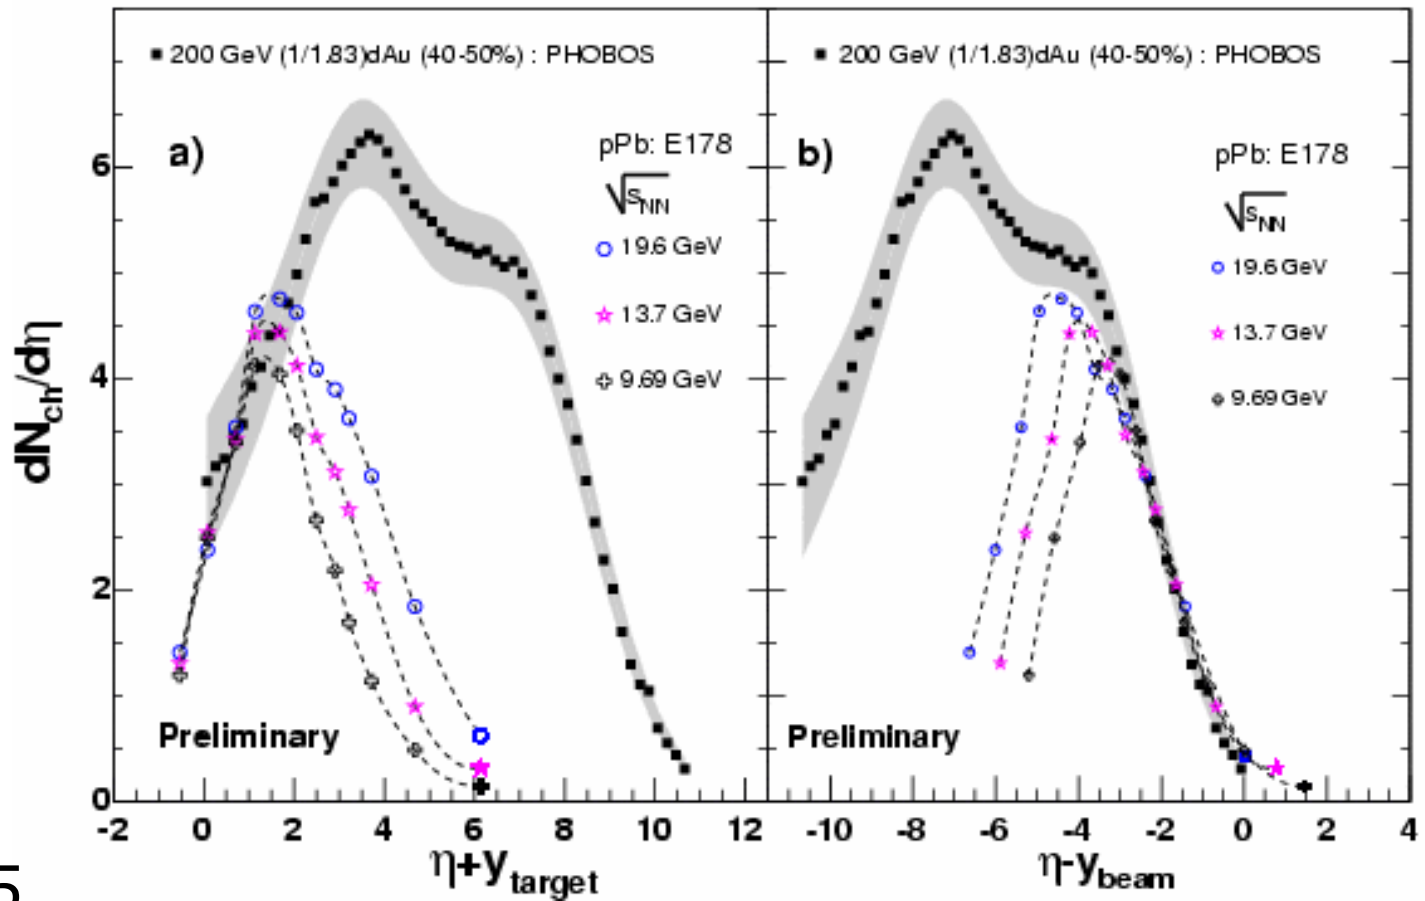 200 GeV (1/1.83)dAu (40-50%) : PHOBOS
a)
pPb: E178
√sNN
19.6 GeV
13.7 GeV
9.69 GeV
Preliminary
dNch/dη
6
4
2
0
-2 0 2 4 6 8 10 12
η+ytarget
200 GeV (1/1.83)dAu (40-50%) : PHOBOS
b)
pPb: E178
√sNN
19.6 GeV
13.7 GeV
9.69 GeV
Preliminary
-10 -8 -6 -4 -2 0 2 4
η-ybeam